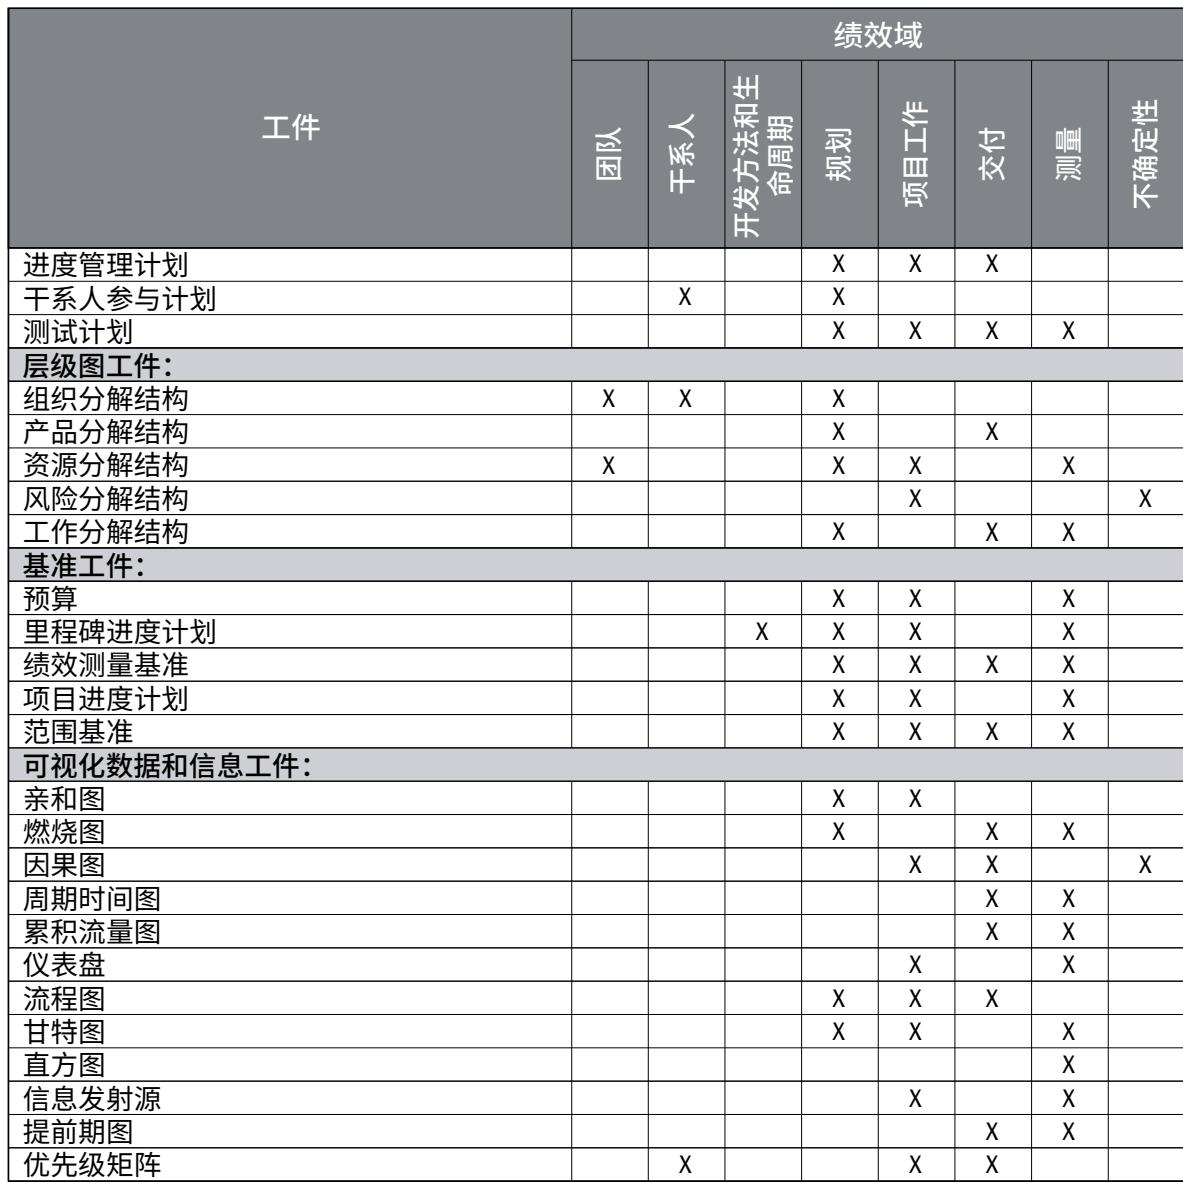 绩效域
工件
团队
干系人
开发方法和生
命周期
规划
项目工作
交付
测量
不确定性
进度管理计划 X X X
干系人参与计划 X X
测试计划 X X X X
层级图工件：
组织分解结构 X X X
产品分解结构 X X
资源分解结构 X X X X
风险分解结构 X X
工作分解结构 X X X
基准工件：
预算 X X X
里程碑进度计划 X X X X
绩效测量基准 X X X X
项目进度计划 X X X
范围基准 X X X X
可视化数据和信息工件：
亲和图 X X
燃烧图 X X X
因果图 X X X
周期时间图 X X
累积流量图 X X
仪表盘 X X
流程图 X X X
甘特图 X X X
直方图 X
信息发射源 X X
提前期图 X X
优先级矩阵 X X X